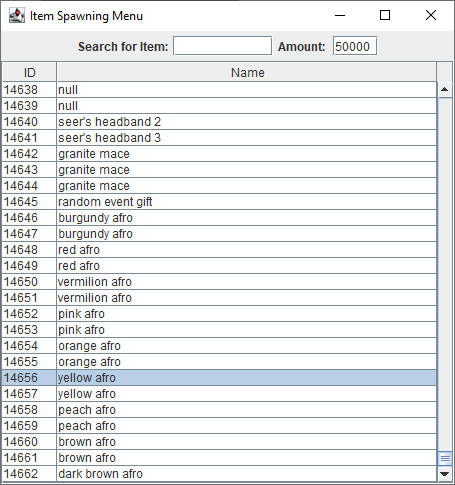 Item Spawning Menu
Search for Item: Amount: 50000
ID Name
14638 null
14639 null
14640 seer's headband 2
14641 seer's headband 3
14642 granite mace
14643 granite mace
14644 granite mace
14645 random event gift
14646 burgundy afro
14647 burgundy afro
14648 red afro
14649 red afro
14650 vermilion afro
14651 vermilion afro
14652 pink afro
14653 pink afro
14654 orange afro
14655 orange afro
14656 yellow afro
14657 yellow afro
14658 peach afro
14659 peach afro
14660 brown afro
14661 brown afro
14662 dark brown afro